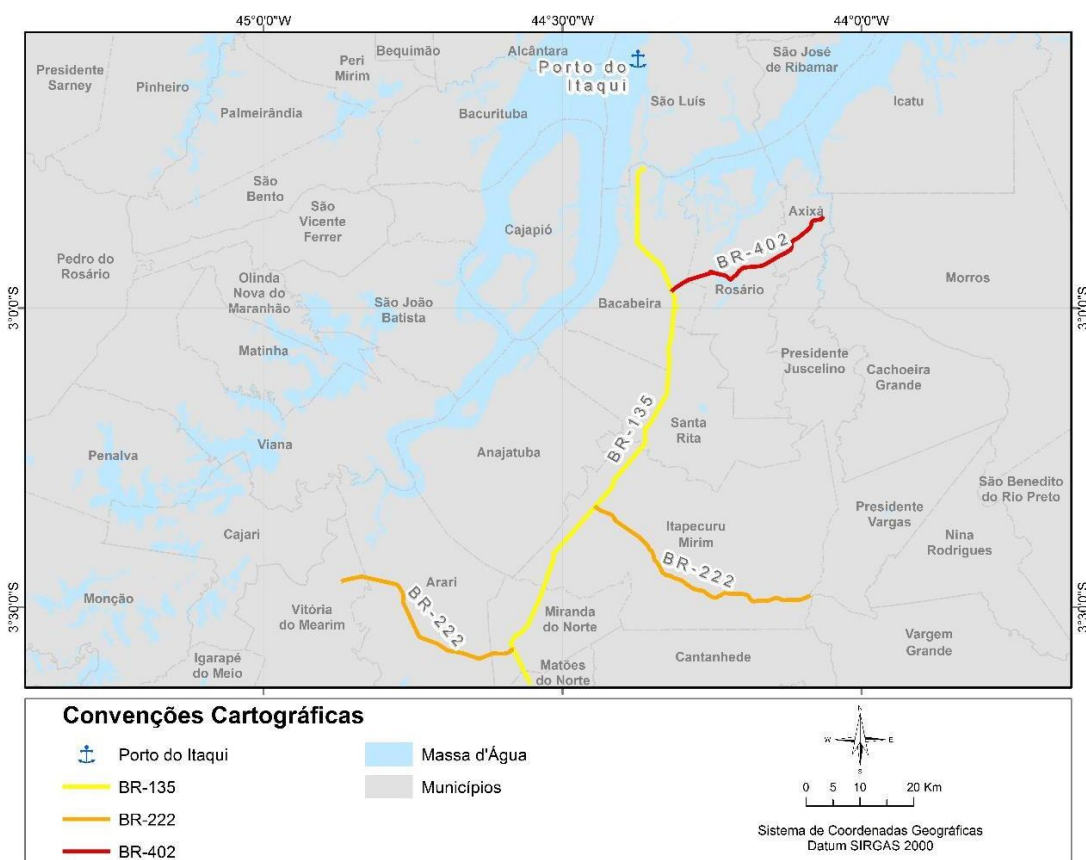 45°0'0"W
44°30'0"W
44°0'0"W
Presidente
Sarney
Pinheiro
Peri
Mirim
Bequimão
Alcântara
Porto do
Itaqui
São José
de Ribamar
São Luís
Icatu
Palmeirândia
Bacurituba
São
Bento
São
Vicente
Ferrer
Cajapió
Axixá
BR-402
Rosário
Morros
Pedro do
Rosário
Olinda
Nova do
Maranhão
São João
Batista
Bacabeira
3°0'0"S
3°0'0"S
Matinha
Presidente
Juscelino
Cachoeira
Grande
BR-135
Santa
Rita
Viana
Penalva
Anajatuba
São Benedito
do Rio Preto
Presidente
Vargas
Cajari
Itapecuru
Mirim
Nina
Rodrigues
BR-222
Monção
Vitória
do Mearim
Arari
BR-222
Miranda
do Norte
3°30'0"S
3°30'0"S
Vargem
Grande
Igarapé
do Meio
Matões
do Norte
Cantanhede
Convenções Cartográficas
Porto do Itaqui
BR-135
BR-222
BR-402
Massa d'Água
Municípios
N
W
E
S
0 5 10 20 Km
Sistema de Coordenadas Geográficas
Datum SIRGAS 2000